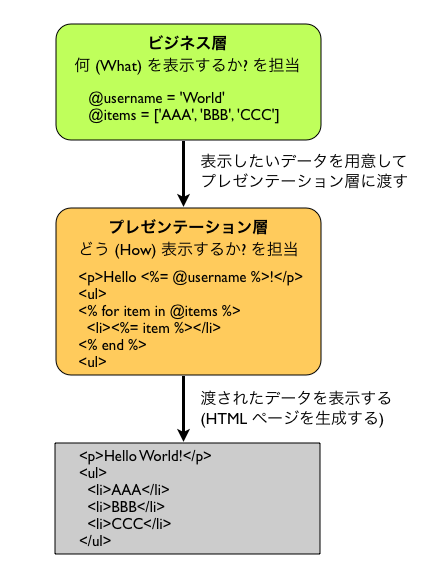 ビジネス層
何 (What) を表示するか? を担当
@username = 'World'
@items = ['AAA', 'BBB', 'CCC']
表示したいデータを用意して
プレゼンテーション層に渡す
プレゼンテーション層
どう (How) 表示するか? を担当
<p>Hello <%= @username %>!</p>
<ul>
<% for item in @items %>
<li><%= item %></li>
<% end %>
<ul>
渡されたデータを表示する
(HTML ページを生成する)
<p>Hello World!</p>
<ul>
<li>AAA</li>
<li>BBB</li>
<li>CCC</li>
</ul>